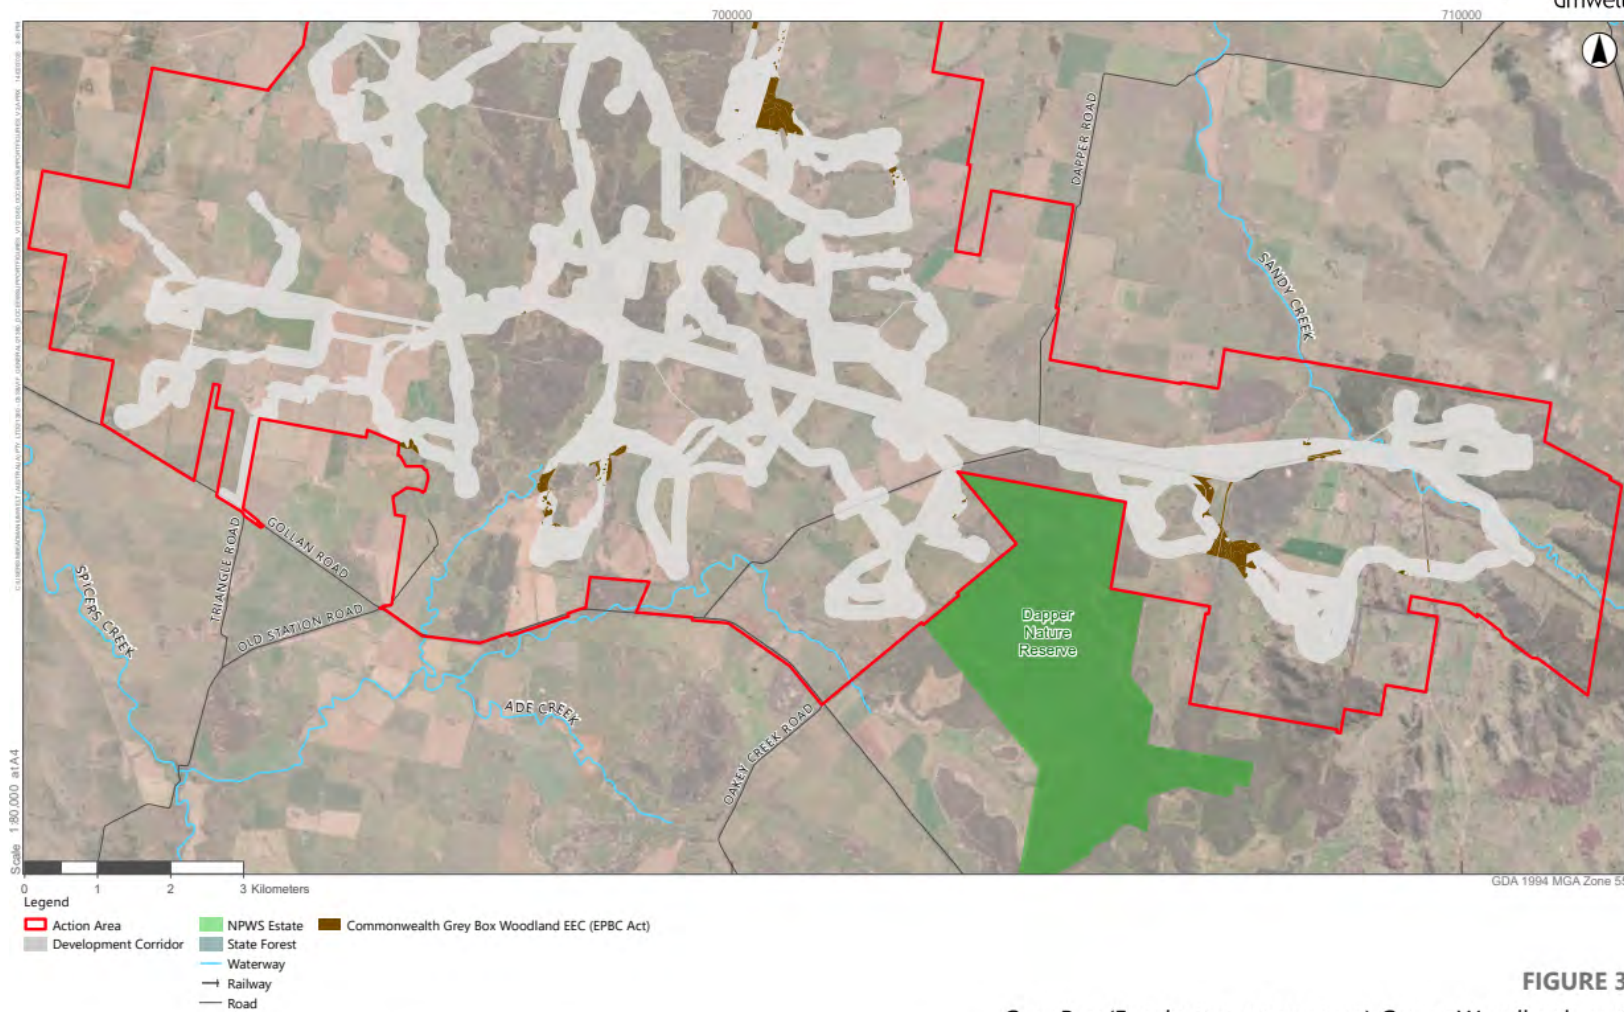 700000
710000
DAPPER ROAD
SANDY CREEK
SPICERS CREEK
TRIANGLE ROAD
GOLLAN ROAD
OLD STATION ROAD
ADE CREEK
OAKEY CREEK ROAD
Dapper
Nature
Reserve
Scale 1:80,000 at A4
0 1 2 3 Kilometers
GDA 1994 MGA Zone 55
Legend
Action Area
Development Corridor
NPWS Estate
State Forest
Waterway
Railway
Road
Commonwealth Grey Box Woodland EEC (EPBC Act)
FIGURE 3